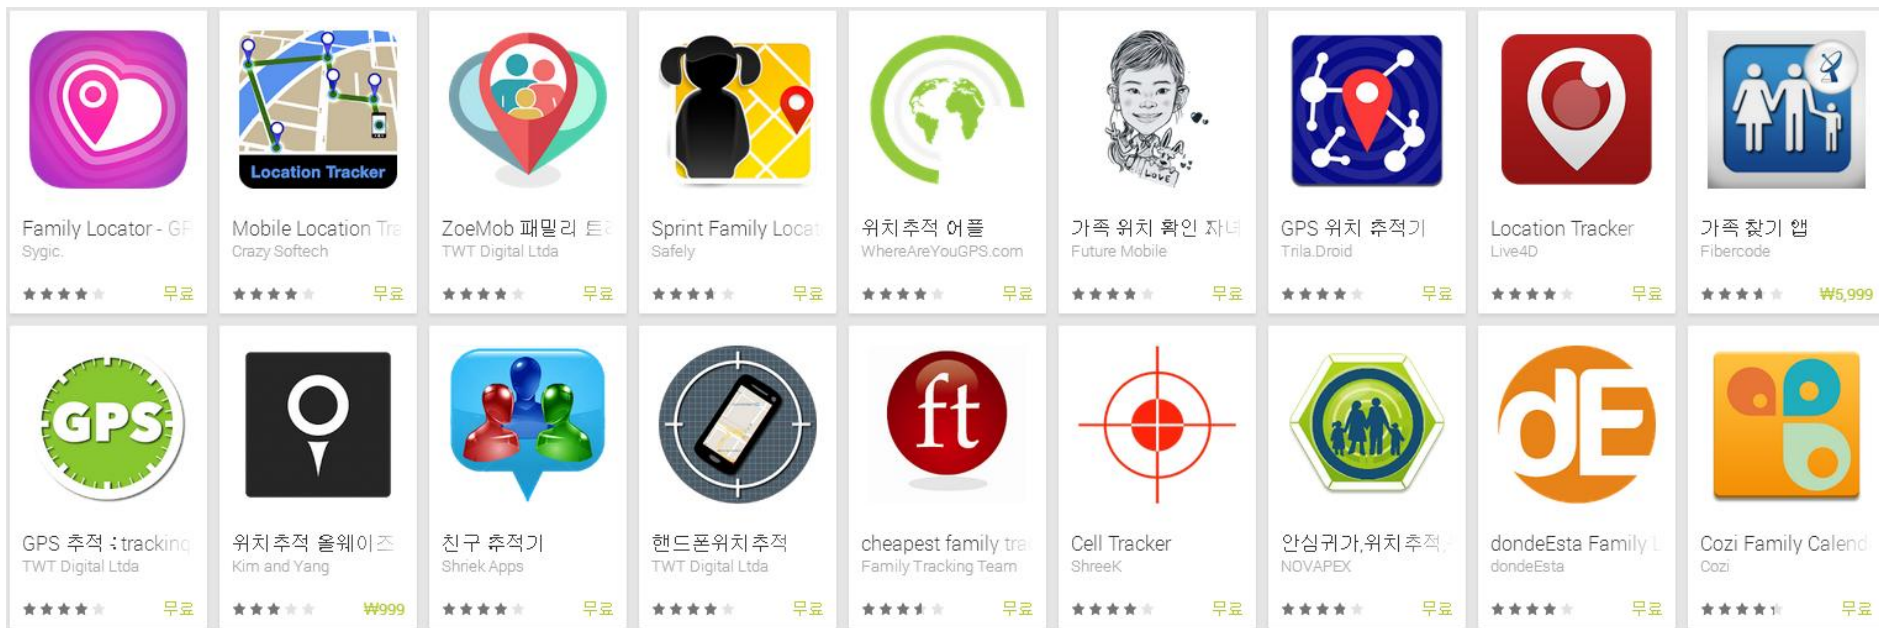 Location Tracker
LOVE
Family Locator - GP
Sygic.
무료
Mobile Location Tra
Crazy Softech
무료
ZoeMob 패밀리 트
TWT Digital Ltda
무료
Sprint Family Locat
Safely
무료
위치추적 어플
WhereAreYouGPS.com
무료
가족 위치 확인 자녀
Future Mobile
무료
GPS 위치 추적기
Trila.Droid
무료
Location Tracker
Live4D
무료
가족 찾기 앱
Fibercode
₩5,999
GPS
ft
dE
GPS 추적 : tracking
TWT Digital Ltda
무료
위치추적 올웨이즈
Kim and Yang
₩999
친구 추적기
Shriek Apps
무료
핸드폰위치추적
TWT Digital Ltda
무료
cheapest family tra
Family Tracking Team
무료
Cell Tracker
ShreeK
무료
안심귀가,위치추적,
NOVAPEX
무료
dondeEsta Family L
dondeEsta
무료
Cozi Family Calend
Cozi
무료